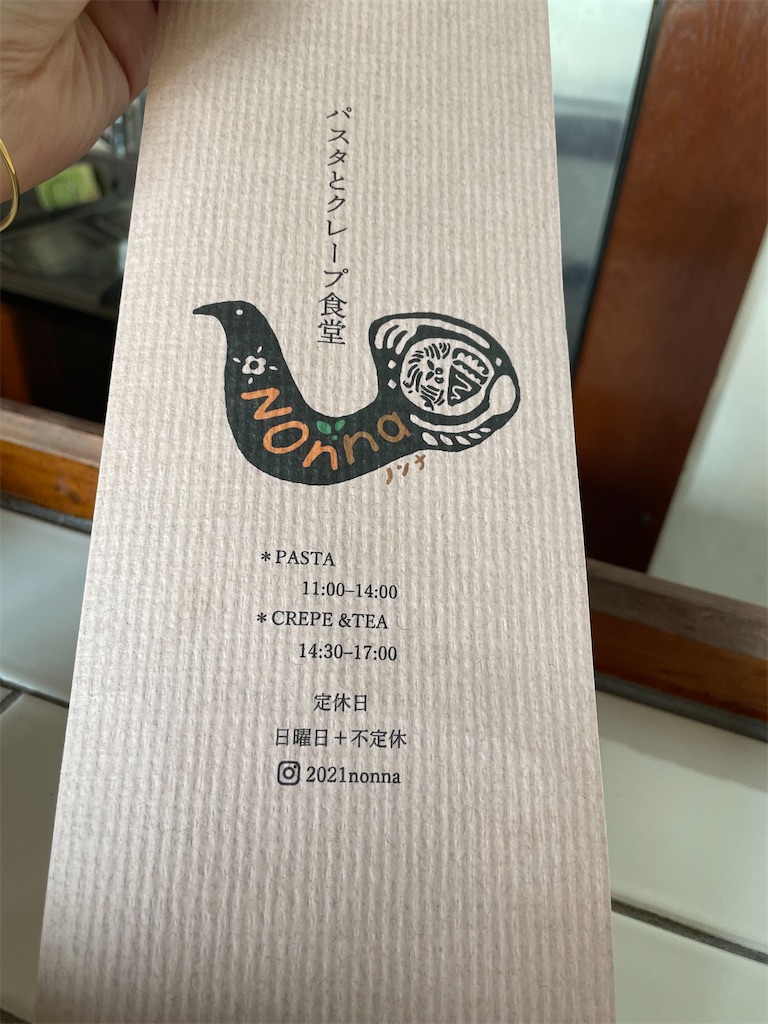 パスタとクレープ食堂
Nonna
ノンナ
＊PASTA
11:00–14:00
＊CREPE &TEA
14:30–17:00
定休日
日曜日＋不定休
2021nonna